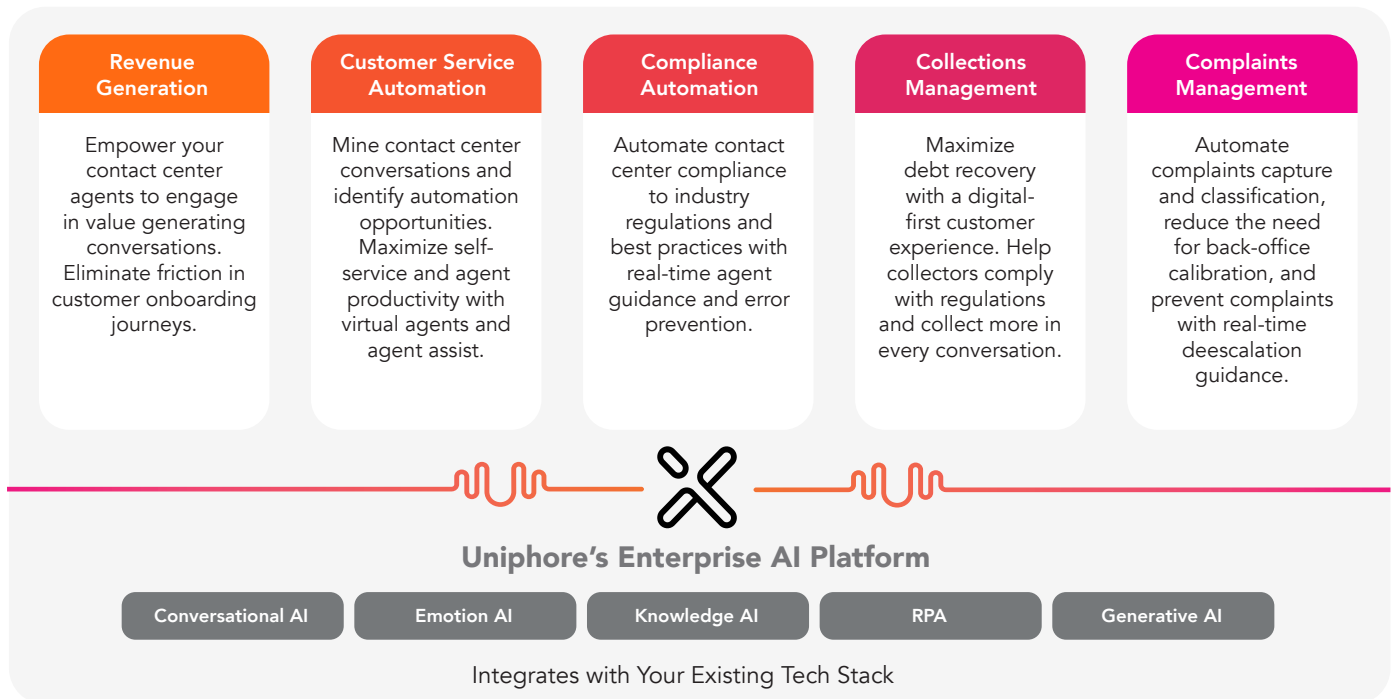 Revenue
Generation
Empower your
contact center
agents to engage
in value generating
conversations.
Eliminate friction in
customer onboarding
journeys.
Customer Service
Automation
Mine contact center
conversations and
identify automation
opportunities.
Maximize self-
service and agent
productivity with
virtual agents and
agent assist.
Compliance
Automation
Automate contact
center compliance
to industry
regulations and
best practices with
real-time agent
guidance and error
prevention.
Collections
Management
Maximize
debt recovery
with a digital-
first customer
experience. Help
collectors comply
with regulations
and collect more in
every conversation.
Complaints
Management
Automate
complaints capture
and classification,
reduce the need
for back-office
calibration, and
prevent complaints
with real-time
deescalation
guidance.
Uniphore’s Enterprise AI Platform
Conversational AI
Emotion AI
Knowledge AI
RPA
Generative AI
Integrates with Your Existing Tech Stack